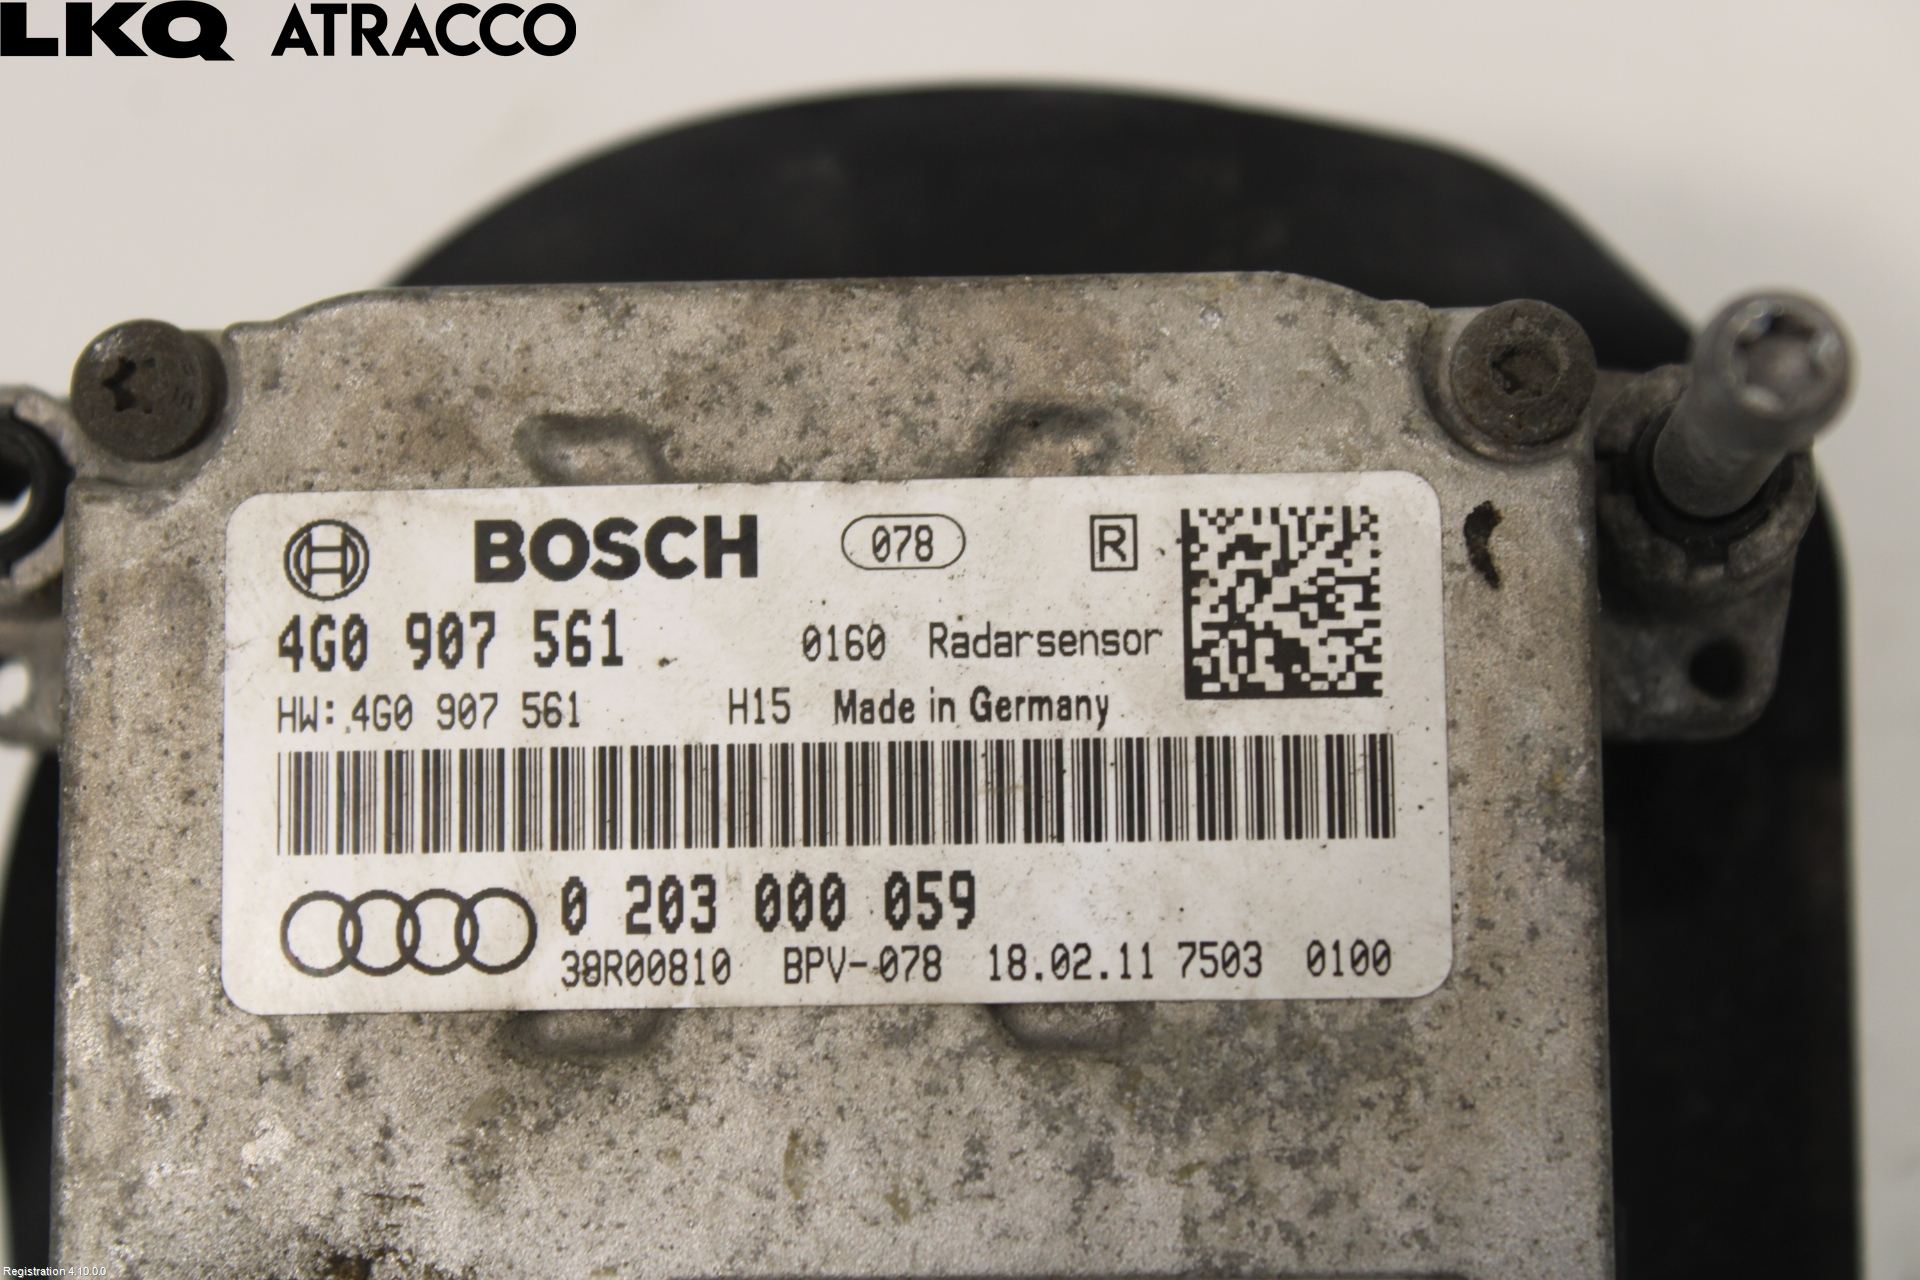 LKQ ATRACCO
BOSCH 078 R
4G0 907 561 0160 Radarsensor
HW: 4G0 907 561 H15 Made in Germany
0 203 000 059
38R00810 BPV-078 18.02.11 7503 0100
Registration 4.10.0.0